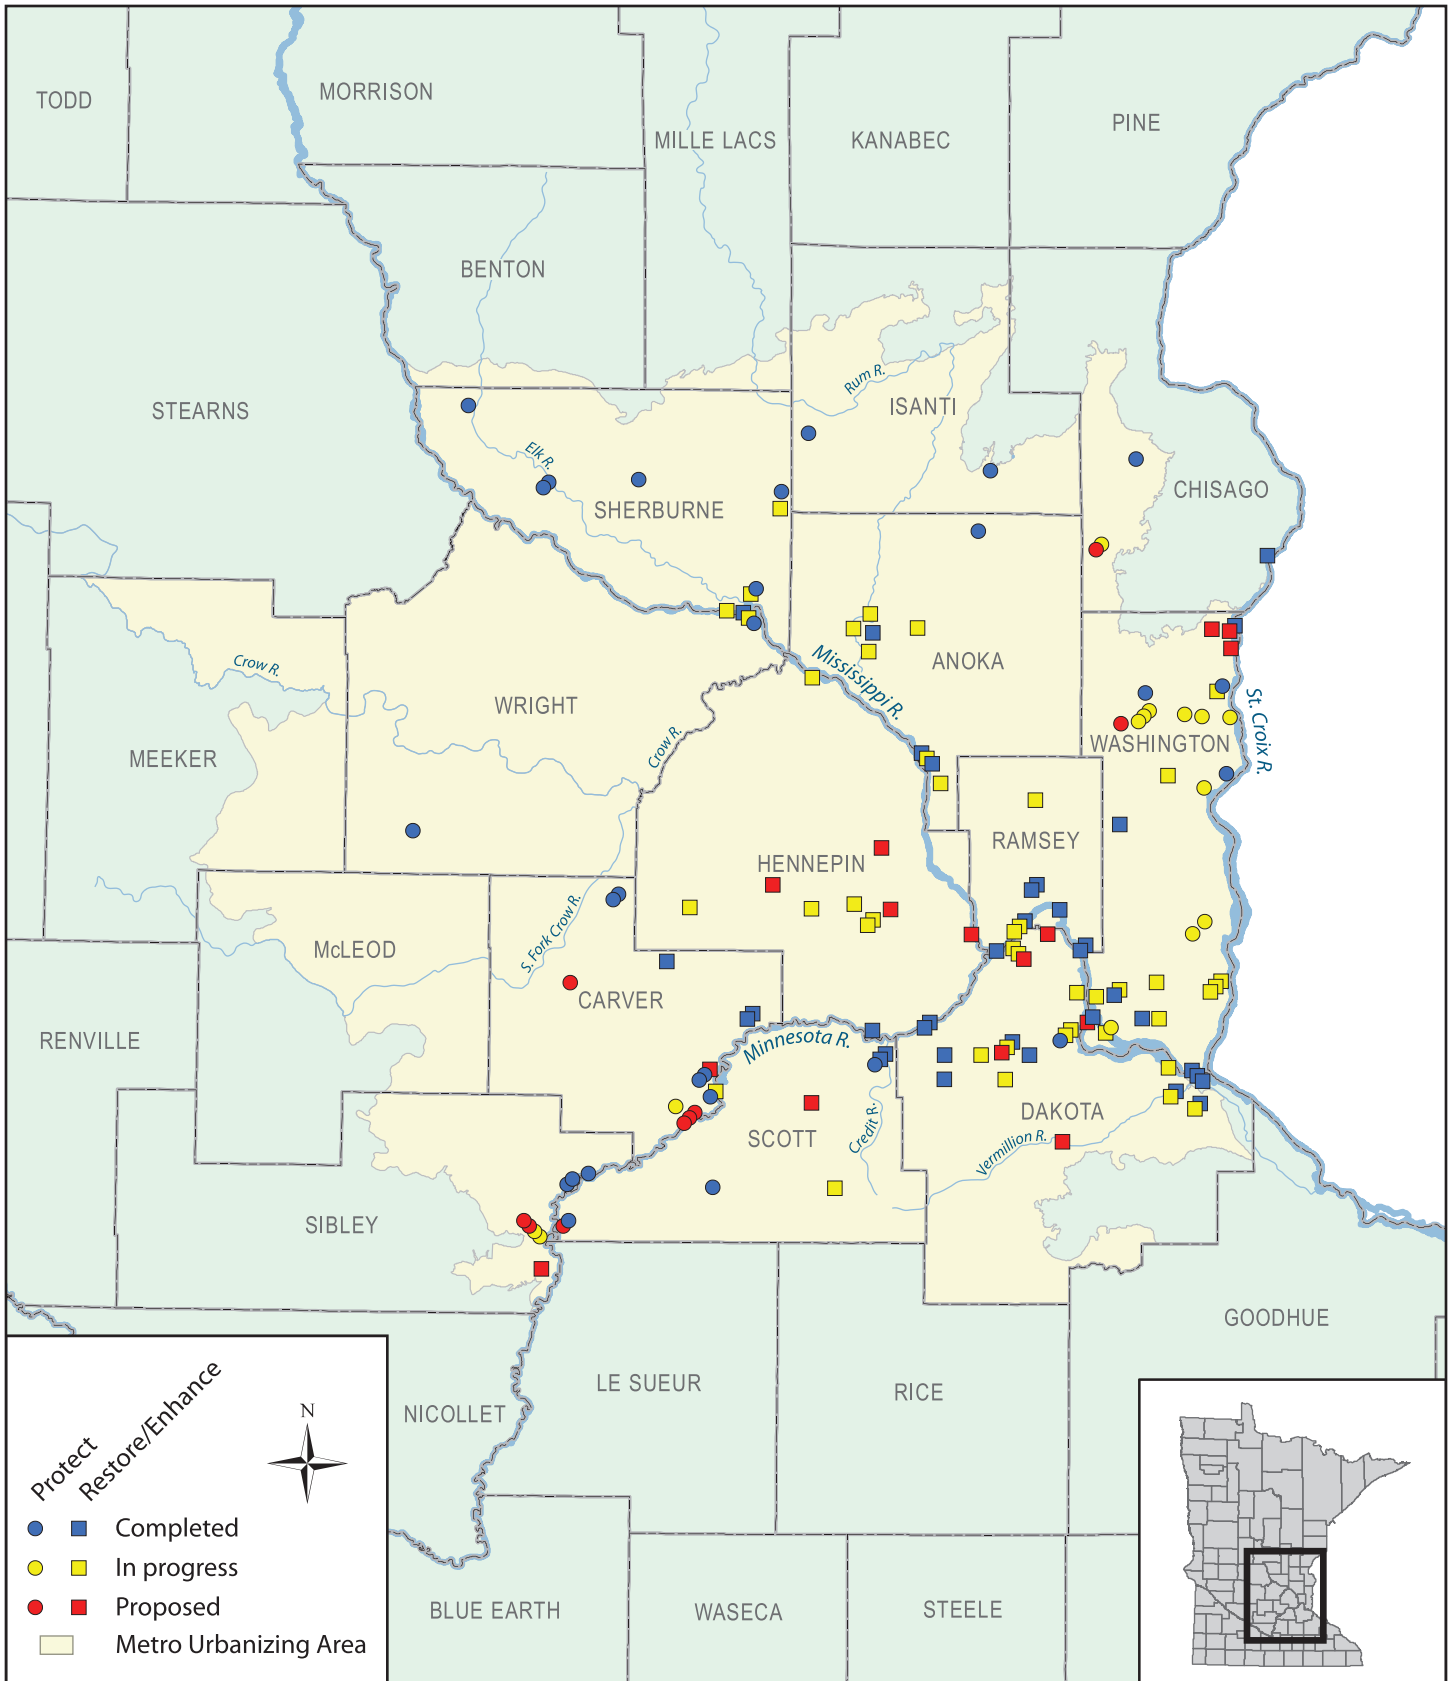 TODD
MORRISON
MILLE LACS
KANABEC
PINE
BENTON
STEARNS
Rum R.
ISANTI
Elk R.
SHERBURNE
CHISAGO
Crow R.
WRIGHT
Mississippi R.
ANOKA
MEEKER
Crow R.
St. Croix R.
WASHINGTON
HENNEPIN
RAMSEY
McLEOD
S. Fork Crow R.
CARVER
RENVILLE
Minnesota R.
SCOTT
Credit R.
DAKOTA
Vermillion R.
SIBLEY
GOODHUE
LE SUEUR
RICE
NICOLLET
BLUE EARTH
WASECA
STEELE
Protect
Restore/Enhance
N
Completed
In progress
Proposed
Metro Urbanizing Area